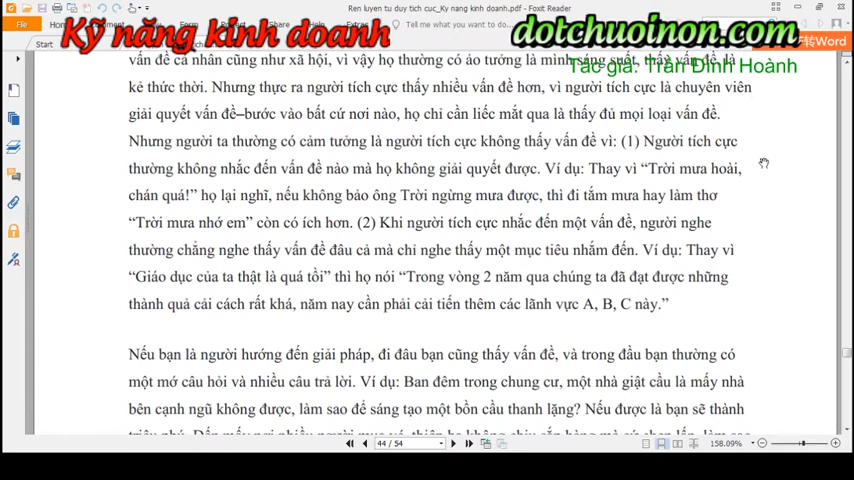 Ren luyen tu duy tich cuc_Ky nang kinh doanh.pdf - Foxit Reader
File
Help
Extras
Tell me what you want to do...
Kỹ năng kinh doanh
dotchuoinon.com
Tác giả: Trần Đình Hoành
Start
转Word
vấn đề cá nhân cũng như xã hội, vì vậy họ thường có ảo tưởng là mình sáng suốt, thấy vấn đề, là
kẻ thức thời. Nhưng thực ra người tích cực thấy nhiều vấn đề hơn, vì người tích cực là chuyên viên
giải quyết vấn đề–bước vào bất cứ nơi nào, họ chỉ cần liếc mắt qua là thấy đủ mọi loại vấn đề.
Nhưng người ta thường có cảm tưởng là người tích cực không thấy vấn đề vì: (1) Người tích cực
thường không nhắc đến vấn đề nào mà họ không giải quyết được. Ví dụ: Thay vì “Trời mưa hoài,
chán quá!” họ lại nghĩ, nếu không bảo ông Trời ngừng mưa được, thì đi tắm mưa hay làm thơ
“Trời mưa nhớ em” còn có ích hơn. (2) Khi người tích cực nhắc đến một vấn đề, người nghe
thường chẳng nghe thấy vấn đề đâu cả mà chỉ nghe thấy một mục tiêu nhắm đến. Ví dụ: Thay vì
“Giáo dục của ta thật là quá tồi” thì họ nói “Trong vòng 2 năm qua chúng ta đã đạt được những
thành quả cải cách rất khá, năm nay cần phải cải tiến thêm các lãnh vực A, B, C này.”
Nếu bạn là người hướng đến giải pháp, đi đâu bạn cũng thấy vấn đề, và trong đầu bạn thường có
một mớ câu hỏi và nhiều câu trả lời. Ví dụ: Ban đêm trong chung cư, một nhà giật cầu là mấy nhà
bên cạnh ngũ không được, làm sao để sáng tạo một bồn cầu thanh lặng? Nếu được là bạn sẽ thành
44 / 54
158.09%